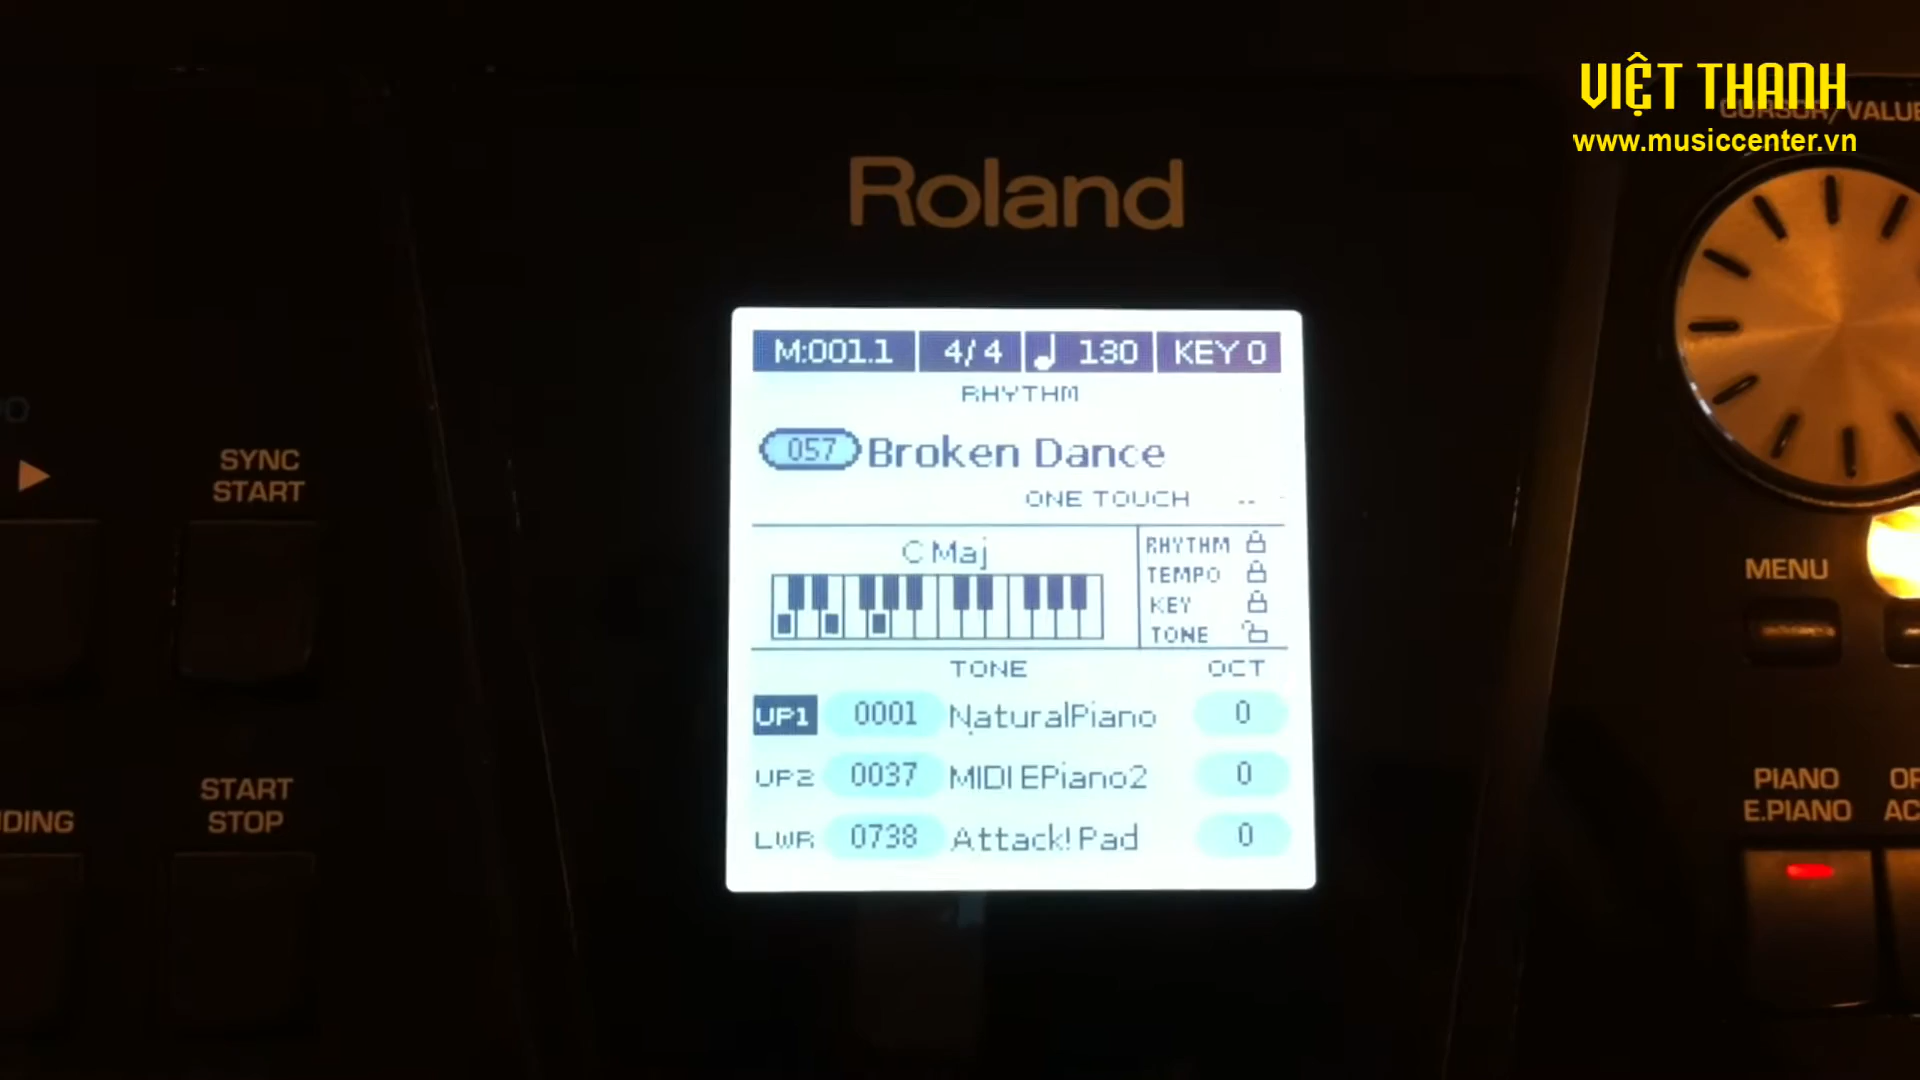 VIỆT THANH
www.musiccenter.vn
CURSOR/VALUE
Roland
M:001.1 4/4 130 KEY 0
RHYTHM
057 Broken Dance
ONE TOUCH --
C Maj
RHYTHM
TEMPO
KEY
TONE
TONE OCT
UP1 0001 NaturalPiano 0
UP2 0037 MIDI EPiano2 0
LWR 0738 Attack! Pad 0
SYNC
START
START
STOP
MENU
PIANO
E.PIANO